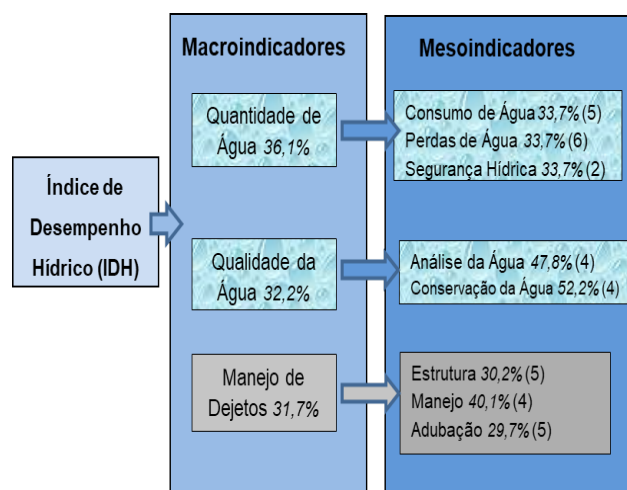 Índice de
Desempenho
Hídrico (IDH)
Macroindicadores
Quantidade de
Água 36,1%
Qualidade da
Água 32,2%
Manejo de
Dejetos 31,7%
Mesoindicadores
Consumo de Água 33,7% (5)
Perdas de Água 33,7% (6)
Segurança Hídrica 33,7% (2)
Análise da Água 47,8% (4)
Conservação da Água 52,2% (4)
Estrutura 30,2% (5)
Manejo 40,1% (4)
Adubação 29,7% (5)